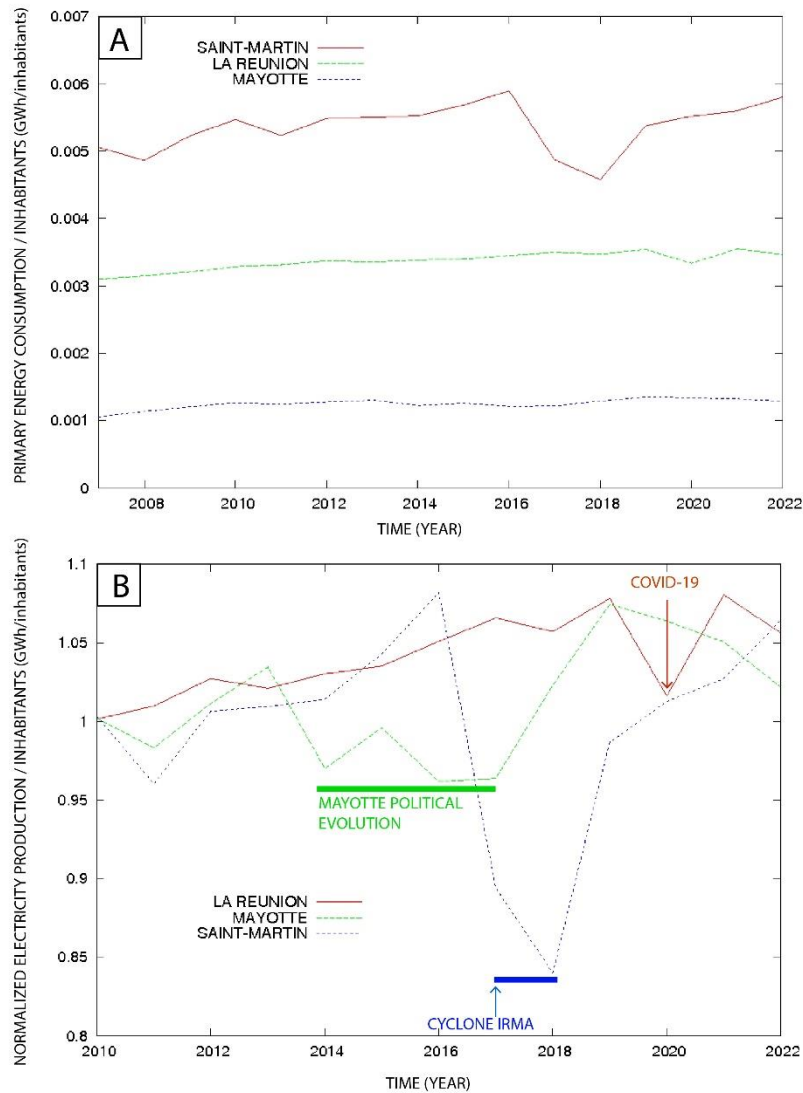 A
SAINT-MARTIN
LA REUNION
MAYOTTE
PRIMARY ENERGY CONSUMPTION / INHABITANTS (GWh/inhabitants)
0.007
0.006
0.005
0.004
0.003
0.002
0.001
0
2008 2010 2012 2014 2016 2018 2020 2022
TIME (YEAR)
B
NORMALIZED ELECTRICITY PRODUCTION / INHABITANTS (GWh/inhabitants)
1.1
1.05
1
0.95
0.9
0.85
0.8
COVID-19
MAYOTTE POLITICAL
EVOLUTION
LA REUNION
MAYOTTE
SAINT-MARTIN
CYCLONE IRMA
2010 2012 2014 2016 2018 2020 2022
TIME (YEAR)